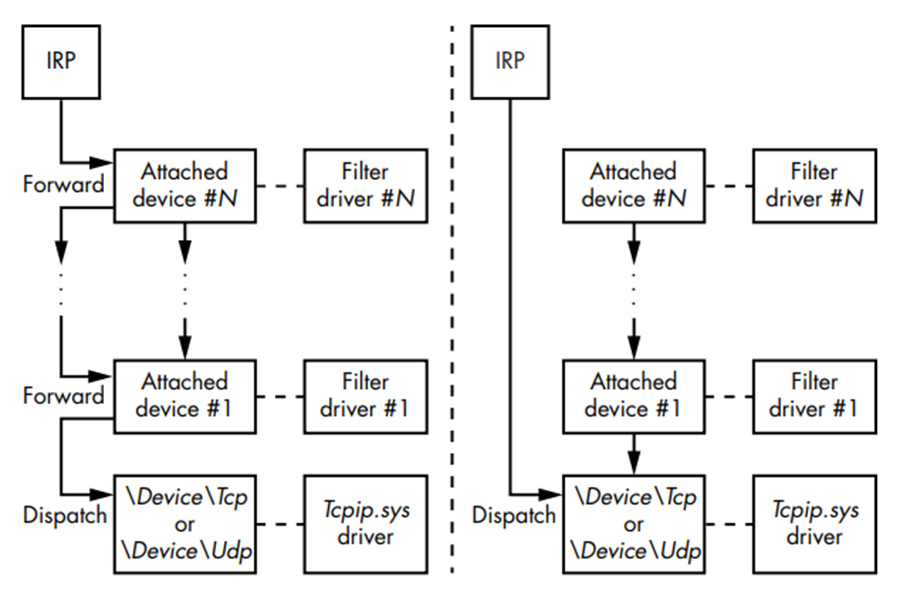 IRP
Forward
Attached
device #N
Filter
driver #N
Forward
Attached
device #1
Filter
driver #1
Dispatch
\Device\Tcp
or
\Device\Udp
Tcpip.sys
driver
IRP
Attached
device #N
Filter
driver #N
Attached
device #1
Filter
driver #1
Dispatch
\Device\Tcp
or
\Device\Udp
Tcpip.sys
driver